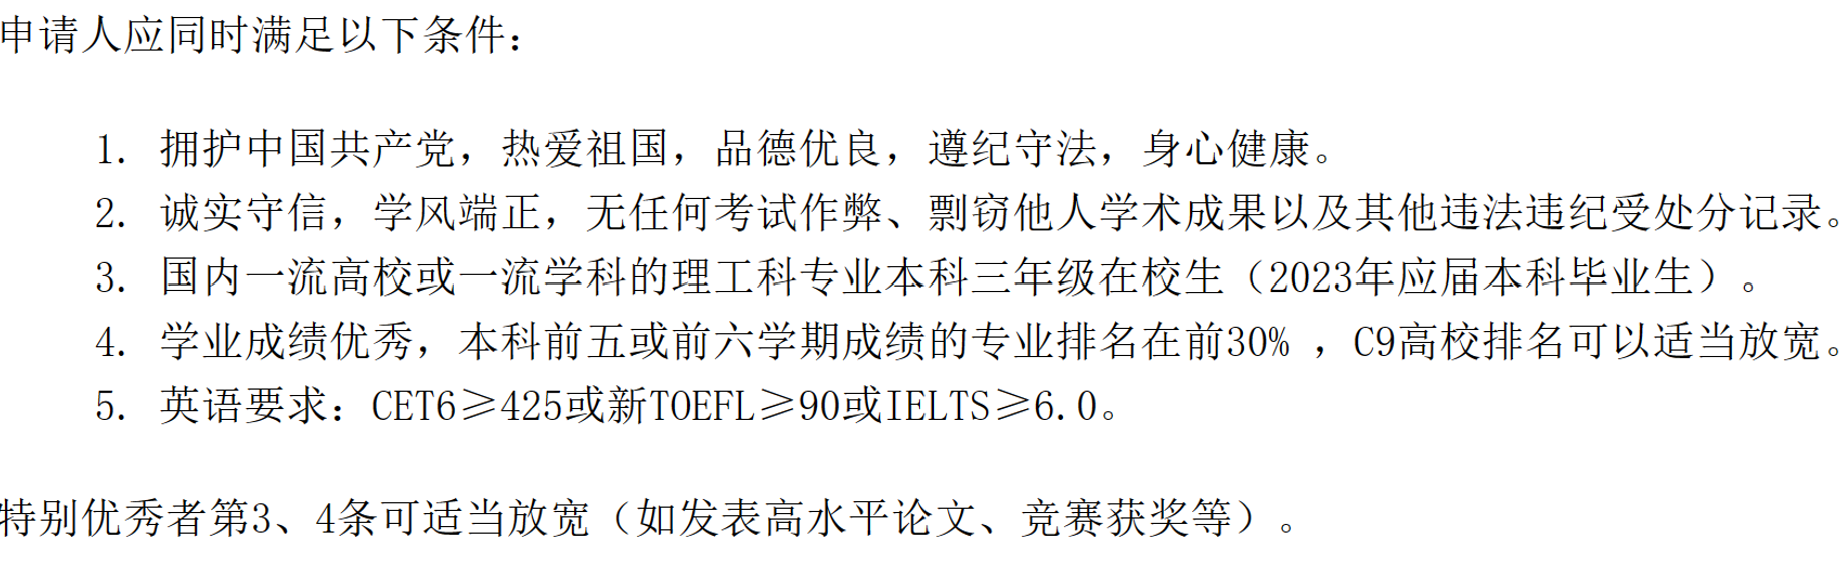 申请人应同时满足以下条件：
1. 拥护中国共产党，热爱祖国，品德优良，遵纪守法，身心健康。
2. 诚实守信，学风端正，无任何考试作弊、剽窃他人学术成果以及其他违法违纪受处分记录。
3. 国内一流高校或一流学科的理工科专业本科三年级在校生（2023年应届本科毕业生）。
4. 学业成绩优秀，本科前五或前六学期成绩的专业排名在前30% ，C9高校排名可以适当放宽。
5. 英语要求：CET6≥425或新TOEFL≥90或IELTS≥6.0。
特别优秀者第3、4条可适当放宽（如发表高水平论文、竞赛获奖等）。